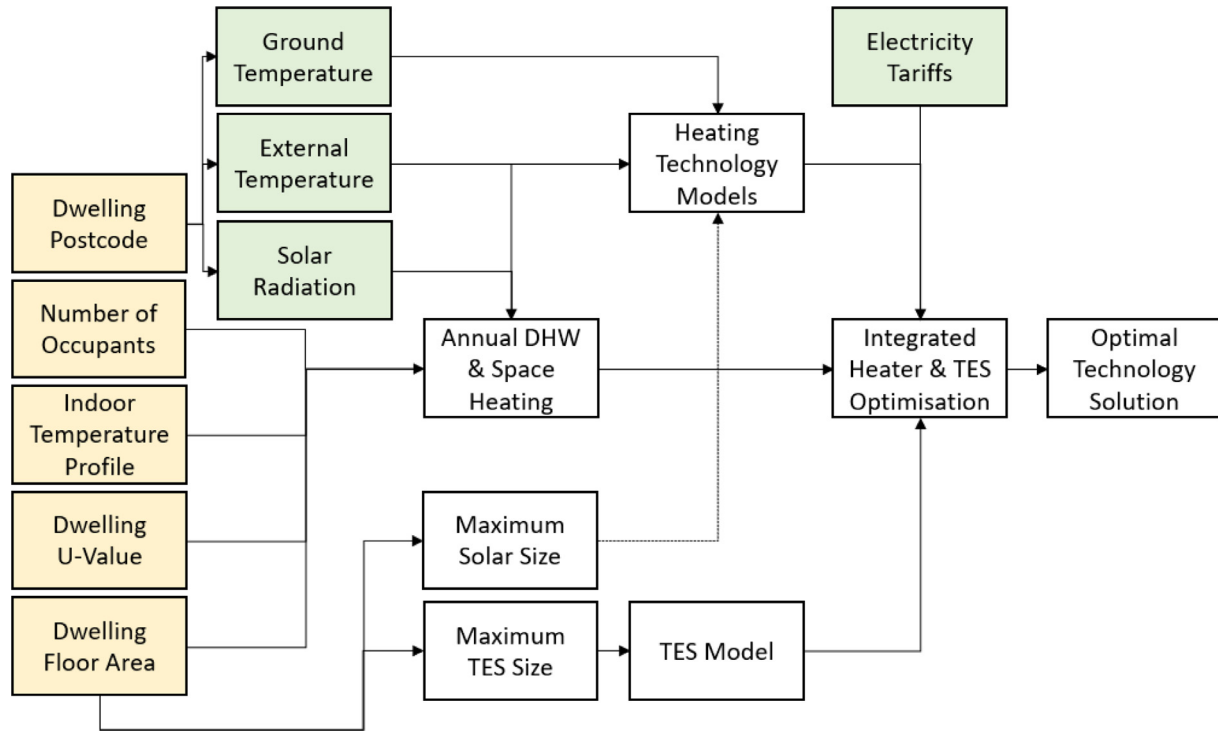 Ground
Temperature
Electricity
Tariffs
External
Temperature
Heating
Technology
Models
Dwelling
Postcode
Solar
Radiation
Number of
Occupants
Annual DHW
& Space
Heating
Integrated
Heater & TES
Optimisation
Optimal
Technology
Solution
Indoor
Temperature
Profile
Dwelling
U-Value
Maximum
Solar Size
Dwelling
Floor Area
Maximum
TES Size
TES Model